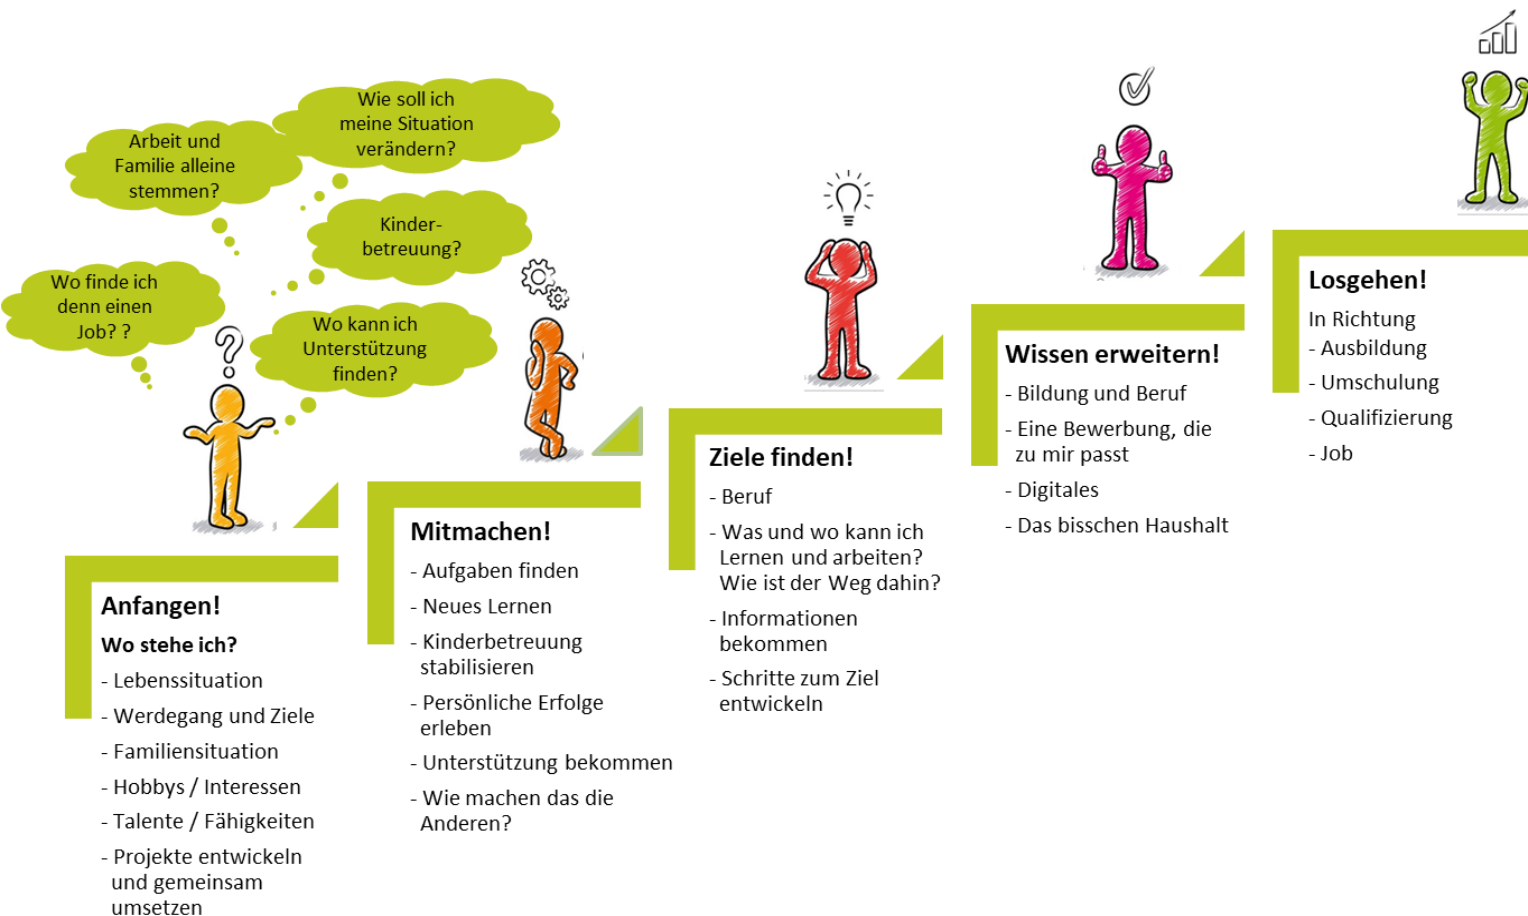 Wie soll ich
meine Situation
verändern?
Arbeit und
Familie alleine
stemmen?
Kinder-
betreuung?
Wo finde ich
denn einen
Job? ?
Wo kann ich
Unterstützung
finden?
?
Anfangen!
Wo stehe ich?
- Lebenssituation
- Werdegang und Ziele
- Familiensituation
- Hobbys / Interessen
- Talente / Fähigkeiten
- Projekte entwickeln
und gemeinsam
umsetzen
Mitmachen!
- Aufgaben finden
- Neues Lernen
- Kinderbetreuung
stabilisieren
- Persönliche Erfolge
erleben
- Unterstützung bekommen
- Wie machen das die
Anderen?
Ziele finden!
- Beruf
- Was und wo kann ich
Lernen und arbeiten?
Wie ist der Weg dahin?
- Informationen
bekommen
- Schritte zum Ziel
entwickeln
Wissen erweitern!
- Bildung und Beruf
- Eine Bewerbung, die
zu mir passt
- Digitales
- Das bisschen Haushalt
Losgehen!
In Richtung
- Ausbildung
- Umschulung
- Qualifizierung
- Job